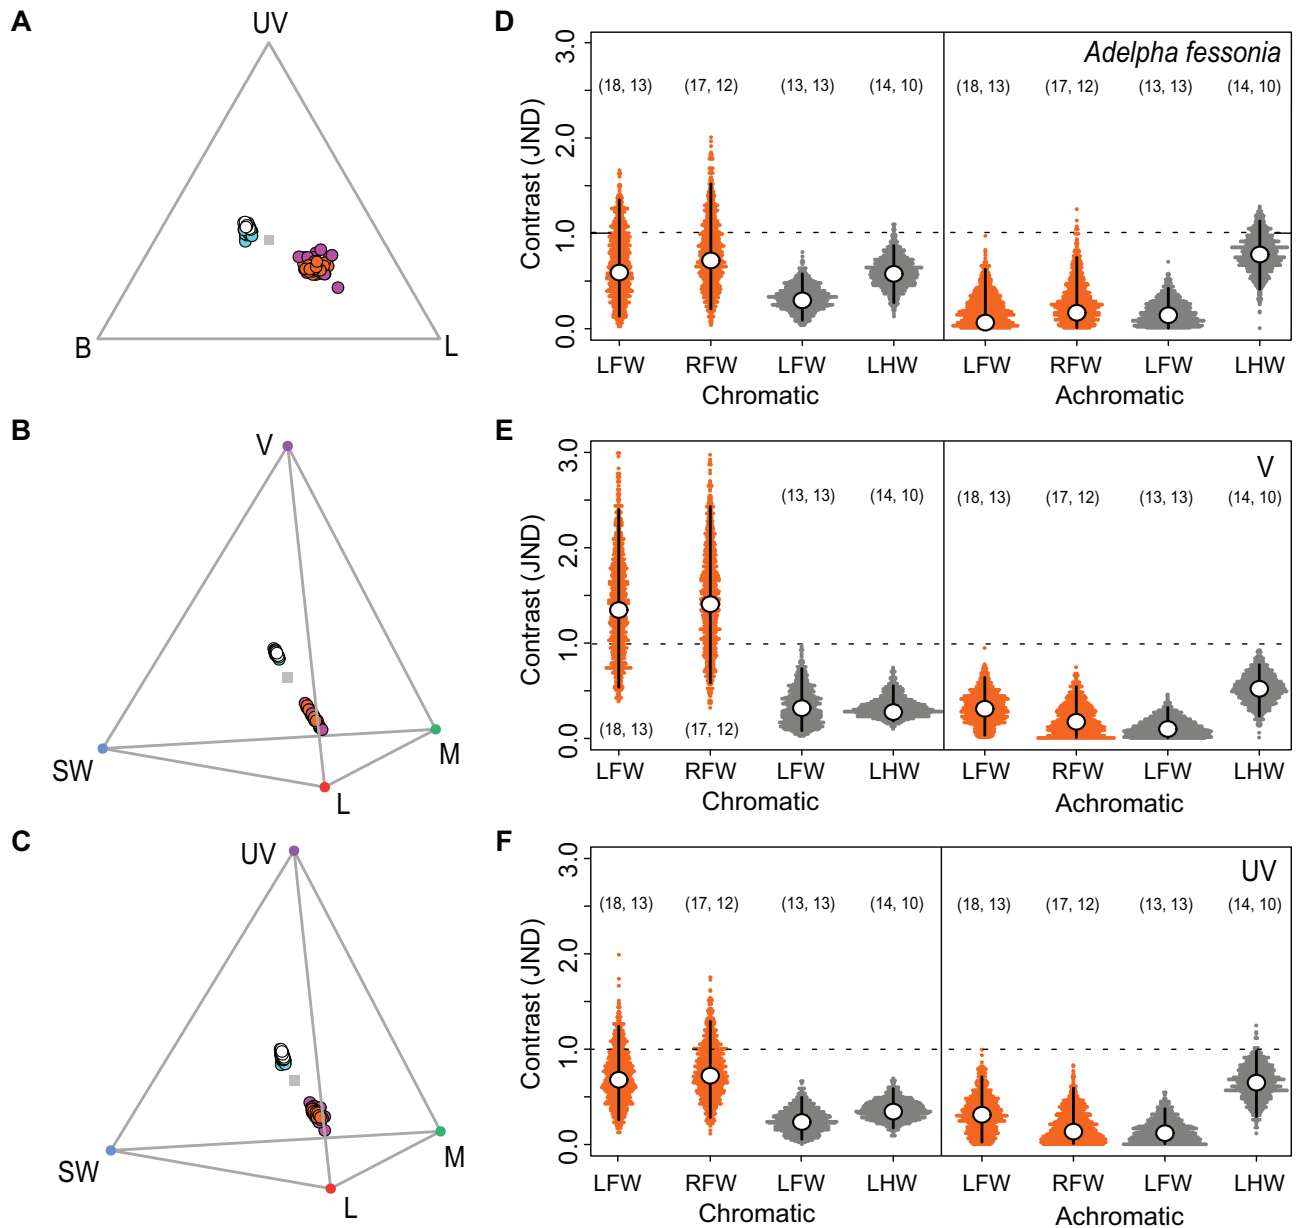 A
UV
B
L
D
Adelpha fessonia
Contrast (JND)
3.0
2.0
1.0
0.0
(18, 13) (17, 12) (13, 13) (14, 10) (18, 13) (17, 12) (13, 13) (14, 10)
LFW RFW LFW LHW LFW RFW LFW LHW
Chromatic Achromatic
B
V
SW
M
L
E
V
Contrast (JND)
3.0
2.0
1.0
0.0
(13, 13) (14, 10) (18, 13) (17, 12) (13, 13) (14, 10)
(18, 13) (17, 12)
LFW RFW LFW LHW LFW RFW LFW LHW
Chromatic Achromatic
C
UV
SW
M
L
F
UV
Contrast (JND)
3.0
2.0
1.0
0.0
(18, 13) (17, 12) (13, 13) (14, 10) (18, 13) (17, 12) (13, 13) (14, 10)
LFW RFW LFW LHW LFW RFW LFW LHW
Chromatic Achromatic